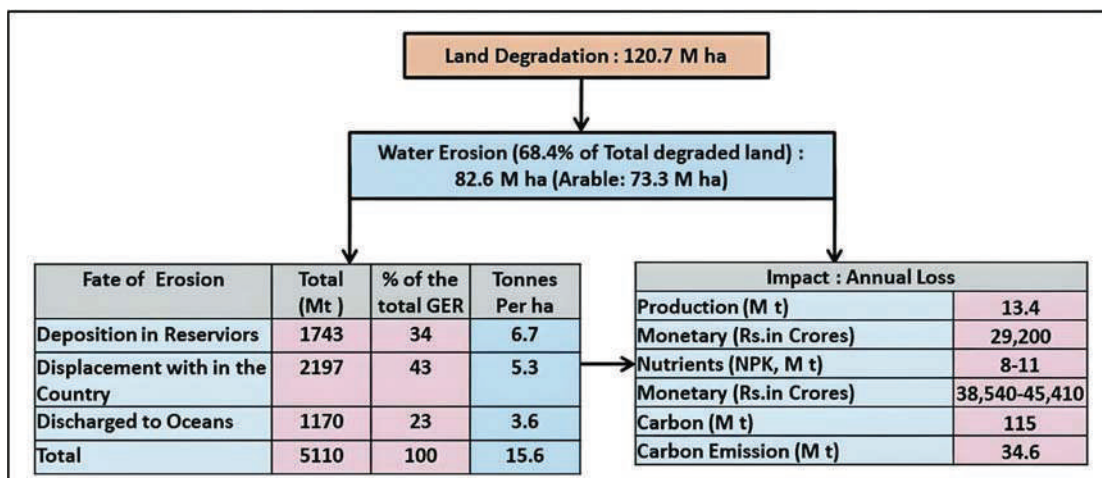 Land Degradation : 120.7 M ha
Water Erosion (68.4% of Total degraded land) :
82.6 M ha (Arable: 73.3 M ha)
Fate of Erosion Total (Mt ) % of the total GER Tonnes Per ha
Deposition in Reserviors 1743 34 6.7
Displacement with in the Country 2197 43 5.3
Discharged to Oceans 1170 23 3.6
Total 5110 100 15.6
Impact : Annual Loss
Production (M t) 13.4
Monetary (Rs.in Crores) 29,200
Nutrients (NPK, M t) 8-11
Monetary (Rs.in Crores) 38,540-45,410
Carbon (M t) 115
Carbon Emission (M t) 34.6